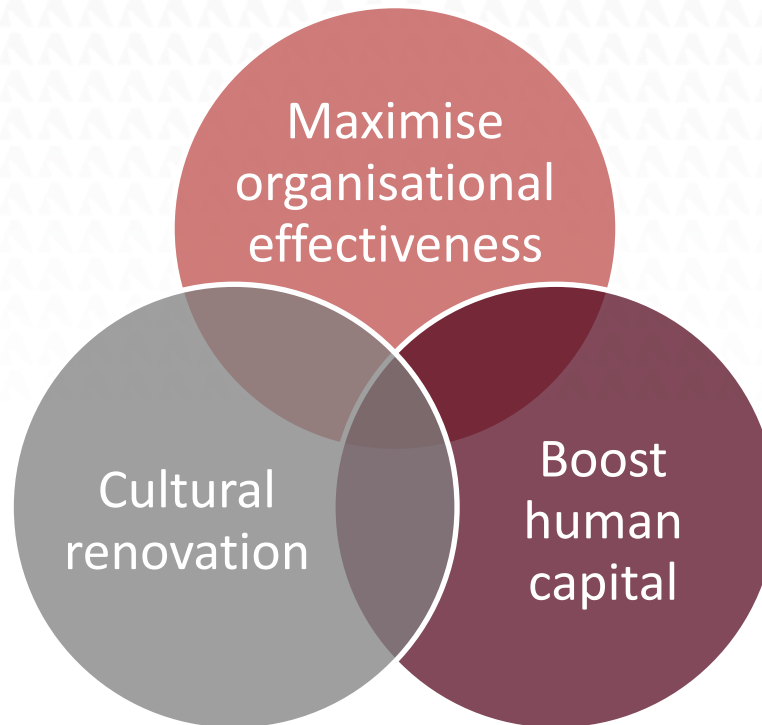 Maximise
organisational
effectiveness
Cultural
renovation
Boost
human
capital